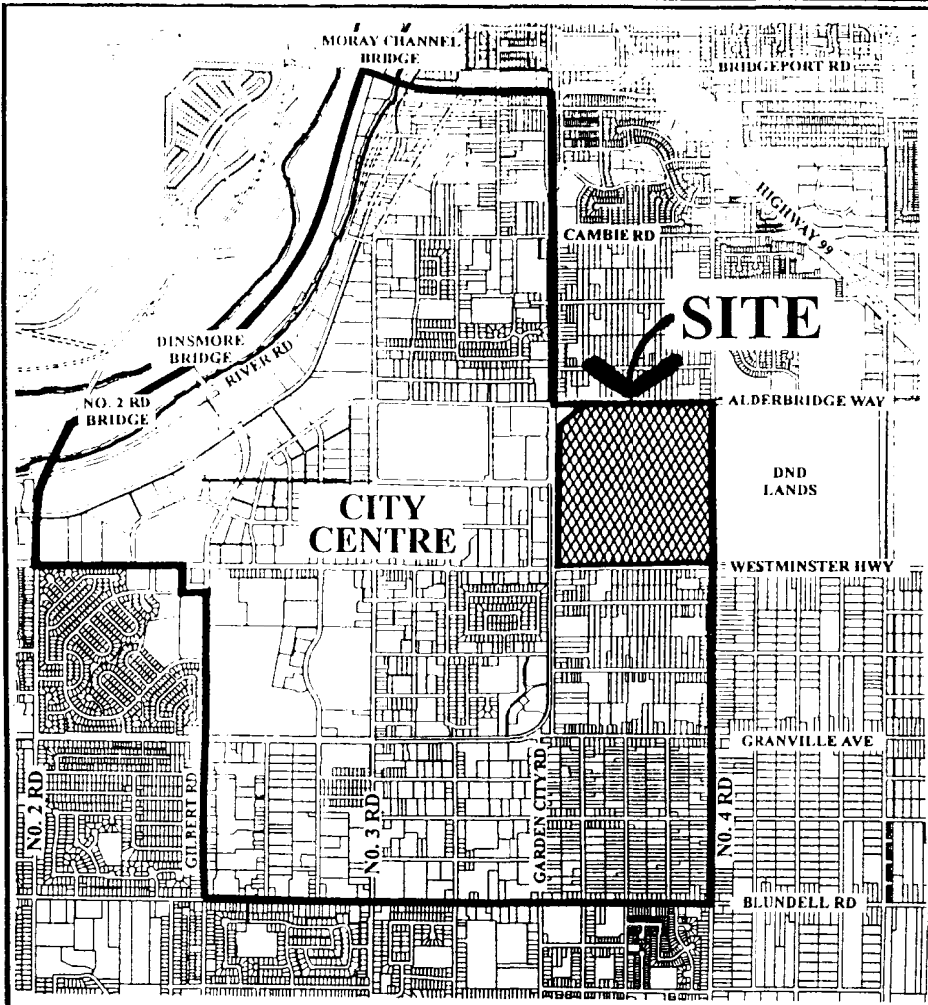 MORAY CHANNEL
BRIDGE
BRIDGEPORT RD
HIGHWAY 99
CAMBIE RD
SITE
DINSMORE
BRIDGE
RIVER RD
NO. 2 RD
BRIDGE
ALDERBRIDGE WAY
DND
LANDS
CITY
CENTRE
WESTMINSTER HWY
GRANVILLE AVE
NO. 2 RD
GILBERT RD
NO. 3 RD
GARDEN CITY RD
NO. 4 RD
BLUNDELL RD